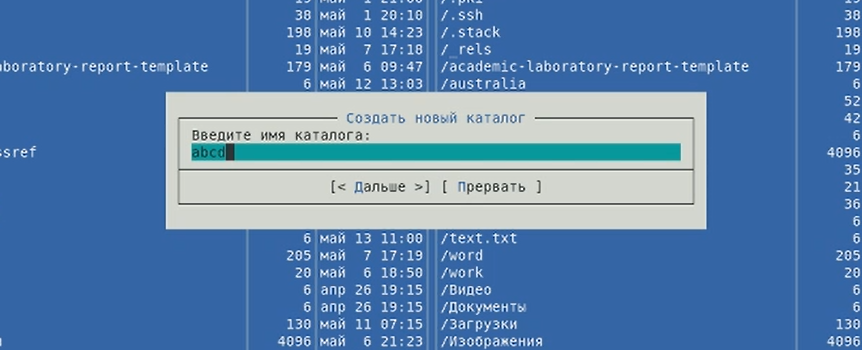 19 май 1 21:00 /.pki
38 май 1 20:10 /.ssh 38
198 май 10 14:23 /.stack 198
19 май 7 17:18 /_rels 19
aboratory-report-template 179 май 6 09:47 /academic-laboratory-report-template 179
6 май 12 13:03 /australia 6
52
Создать новый каталог 42
Введите имя каталога: 6
ssref abcd 4096
35
[< Дальше >] [ Прервать ] 21
36
6
6 май 13 11:00 /text.txt 6
205 май 7 17:19 /word 205
20 май 6 18:50 /work 20
6 апр 26 19:15 /Видео 6
6 апр 26 19:15 /Документы 6
130 май 11 07:15 /Загрузки 130
4096 май 6 21:23 /Изображения 4096